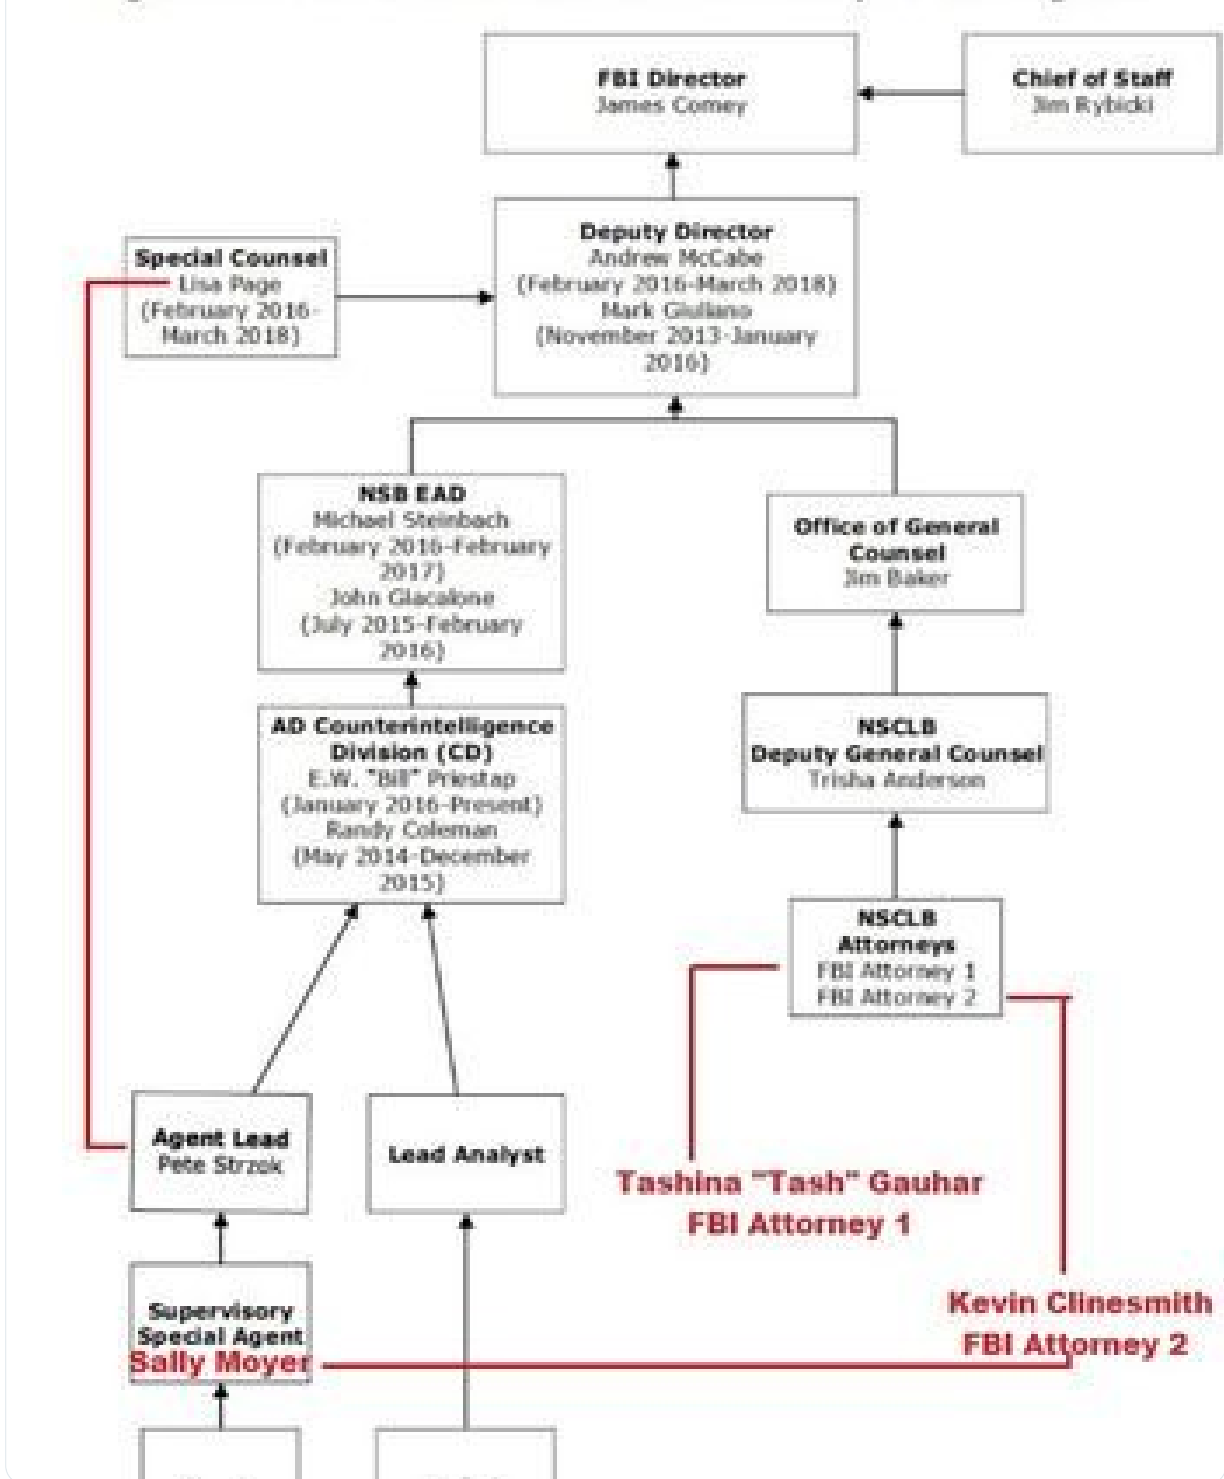 FBI Director
James Comey
Chief of Staff
Jim Rybicki
Deputy Director
Andrew McCabe
(February 2016-March 2018)
Mark Giuliano
(November 2013-January
2016)
Special Counsel
Lisa Page
(February 2016-
March 2018)
NSB EAD
Michael Steinbach
(February 2016-February
2017)
John Giacalone
(July 2015-February
2016)
Office of General
Counsel
Jim Baker
AD Counterintelligence
Division (CD)
E.W. "Bill" Priestap
(January 2016-Present)
Randy Coleman
(May 2014-December
2015)
NSCLB
Deputy General Counsel
Trisha Anderson
NSCLB
Attorneys
FBI Attorney 1
FBI Attorney 2
Agent Lead
Pete Strzok
Lead Analyst
Tashina "Tash" Gauhar
FBI Attorney 1
Supervisory
Special Agent
Sally Moyer
Kevin Clinesmith
FBI Attorney 2